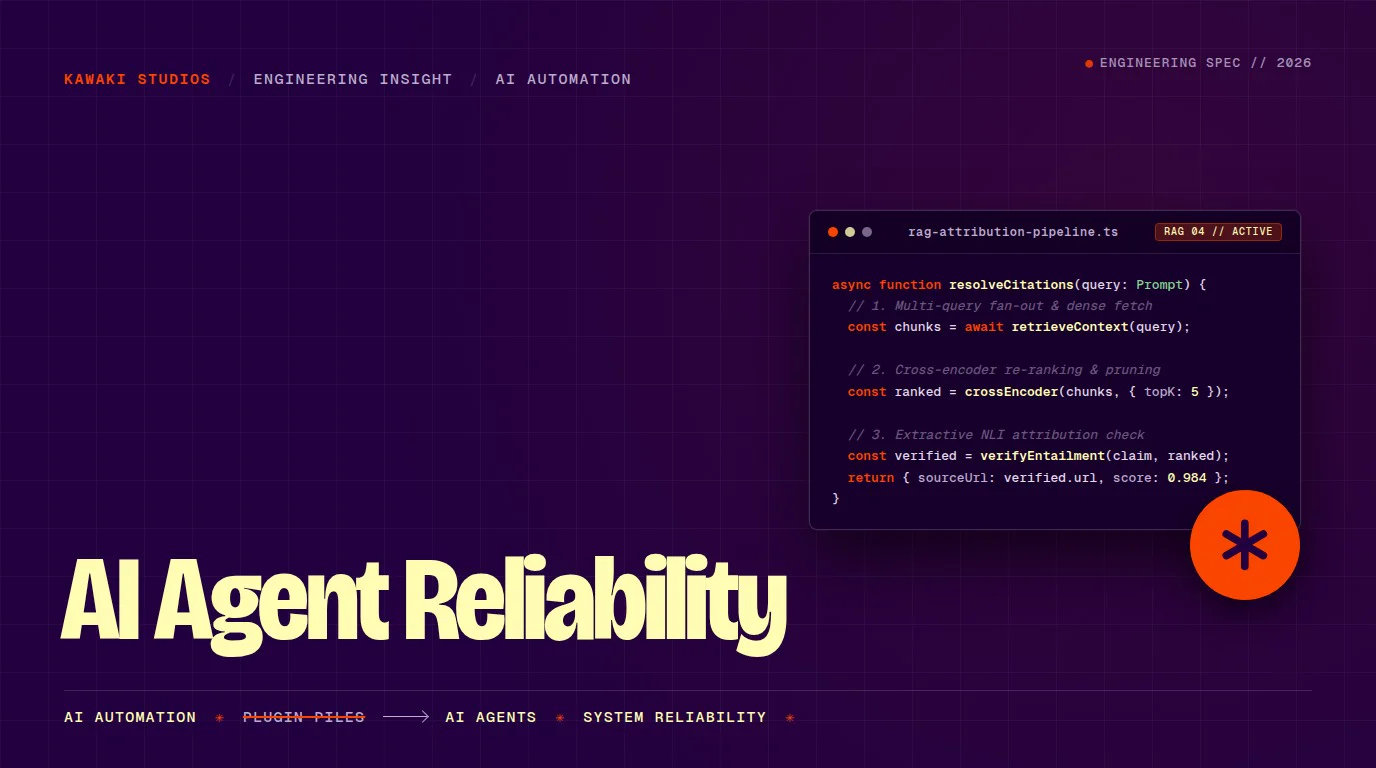 KAWAKI STUDIOS / ENGINEERING INSIGHT / AI AUTOMATION
ENGINEERING SPEC // 2026
rag-attribution-pipeline.ts
RAG 04 // ACTIVE
async function resolveCitations(query: Prompt) {
// 1. Multi-query fan-out & dense fetch
const chunks = await retrieveContext(query);
// 2. Cross-encoder re-ranking & pruning
const ranked = crossEncoder(chunks, { topK: 5 });
// 3. Extractive NLI attribution check
const verified = verifyEntailment(claim, ranked);
return { sourceUrl: verified.url, score: 0.984 };
}
AI Agent Reliability
AI AUTOMATION ✳ PLUGIN PILES → AI AGENTS ✳ SYSTEM RELIABILITY ✳